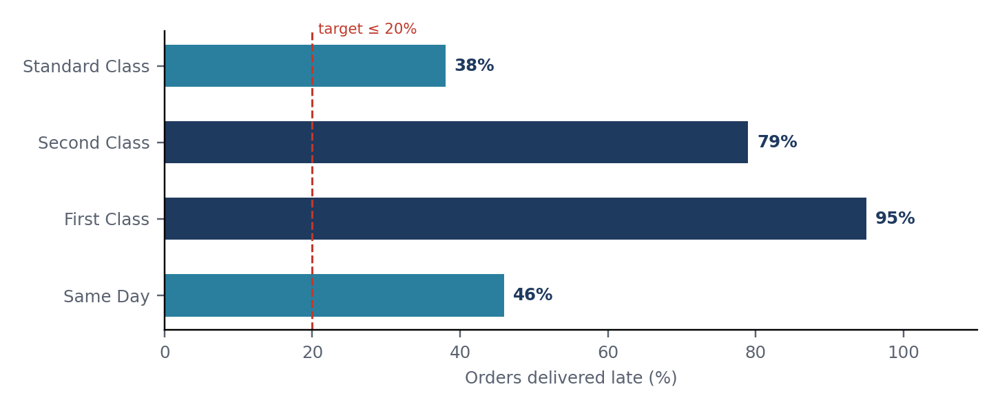 target ≤ 20%
Standard Class 38%
Second Class 79%
First Class 95%
Same Day 46%
0 20 40 60 80 100
Orders delivered late (%)